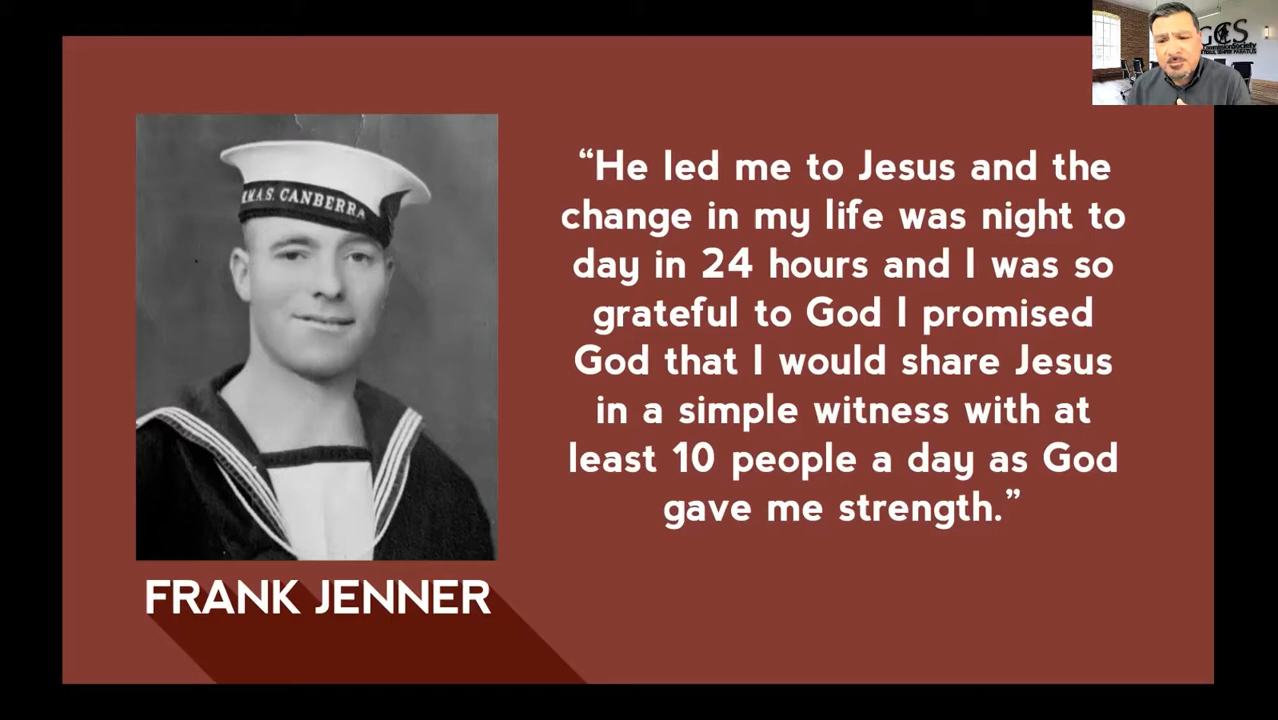 GCS
H.M.A.S. CANBERRA
“He led me to Jesus and the
change in my life was night to
day in 24 hours and I was so
grateful to God I promised
God that I would share Jesus
in a simple witness with at
least 10 people a day as God
gave me strength.”
FRANK JENNER